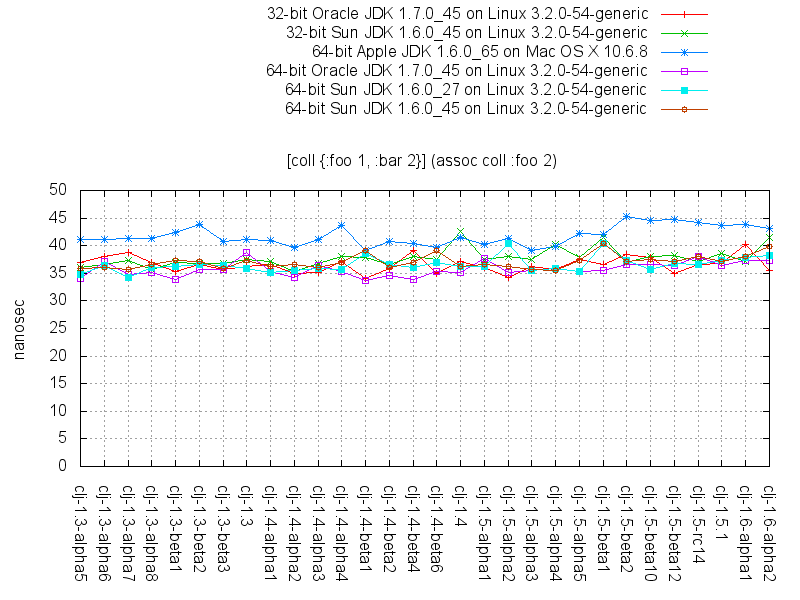 32-bit Oracle JDK 1.7.0_45 on Linux 3.2.0-54-generic
32-bit Sun JDK 1.6.0_45 on Linux 3.2.0-54-generic
64-bit Apple JDK 1.6.0_65 on Mac OS X 10.6.8
64-bit Oracle JDK 1.7.0_45 on Linux 3.2.0-54-generic
64-bit Sun JDK 1.6.0_27 on Linux 3.2.0-54-generic
64-bit Sun JDK 1.6.0_45 on Linux 3.2.0-54-generic
[coll {:foo 1, :bar 2}] (assoc coll :foo 2)
50
45
40
35
30
25
20
15
10
5
0
nanosec
clj-1.3-alpha5
clj-1.3-alpha6
clj-1.3-alpha7
clj-1.3-alpha8
clj-1.3-beta1
clj-1.3-beta2
clj-1.3-beta3
clj-1.3
clj-1.4-alpha1
clj-1.4-alpha2
clj-1.4-alpha3
clj-1.4-alpha4
clj-1.4-beta1
clj-1.4-beta2
clj-1.4-beta4
clj-1.4-beta6
clj-1.4
clj-1.5-alpha1
clj-1.5-alpha2
clj-1.5-alpha3
clj-1.5-alpha4
clj-1.5-alpha5
clj-1.5-beta1
clj-1.5-beta2
clj-1.5-beta10
clj-1.5-beta12
clj-1.5-rc14
clj-1.5.1
clj-1.6-alpha1
clj-1.6-alpha2